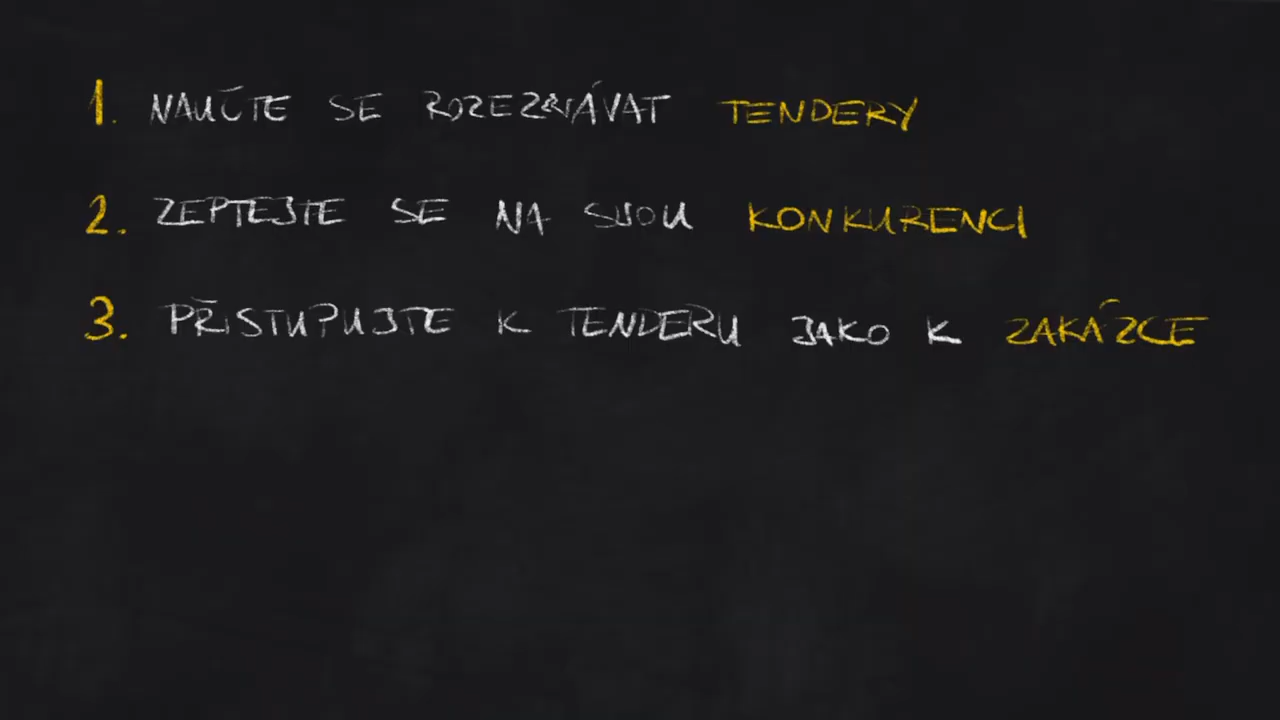 1. NAUČTE SE ROZEZNÁVAT TENDERY
2. ZEPTEJTE SE NA SVOU KONKURENCI
3. PŘISTUPUJTE K TENDERU JAKO K ZAKÁZCE